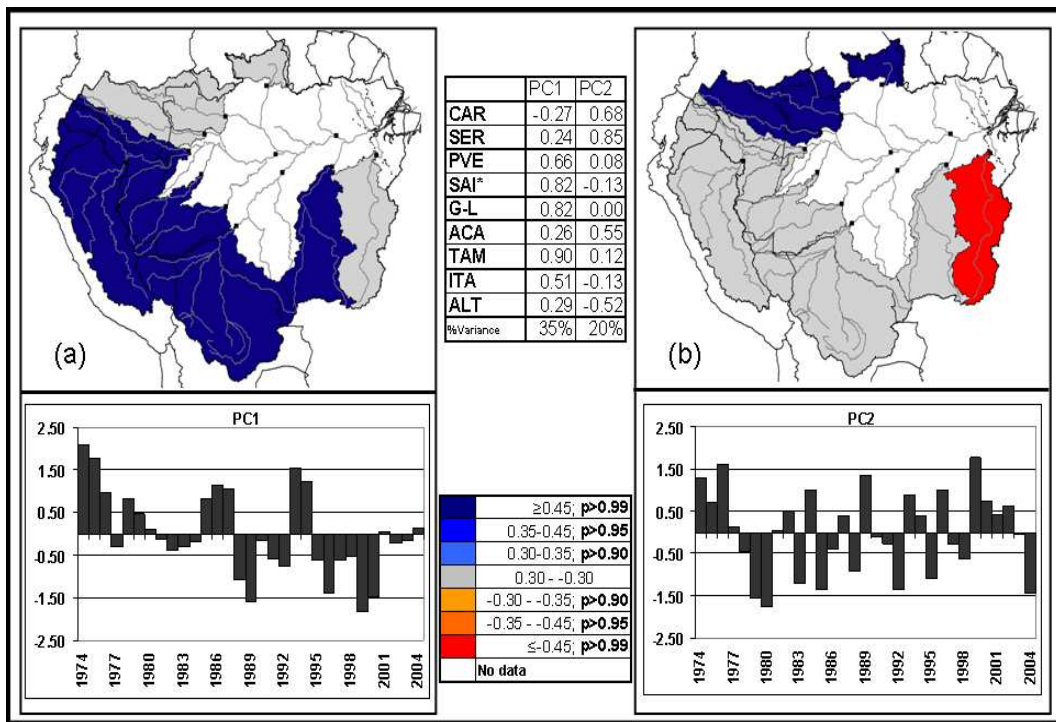 (a)
PC1 PC2
CAR -0.27 0.68
SER 0.24 0.85
PVE 0.66 0.08
SAI* 0.82 -0.13
G-L 0.82 0.00
ACA 0.26 0.55
TAM 0.90 0.12
ITA 0.51 -0.13
ALT 0.29 -0.52
%Variance 35% 20%
(b)
PC1
2.50
1.50
0.50
-0.50
-1.50
-2.50
1974 1977 1980 1983 1986 1989 1992 1995 1998 2001 2004
≥0.45; p>0.99
0.35-0.45; p>0.95
0.30-0.35; p>0.90
0.30 - -0.30
-0.30 - -0.35; p>0.90
-0.35 - -0.45; p>0.95
≤-0.45; p>0.99
No data
PC2
2.50
1.50
0.50
-0.50
-1.50
-2.50
1974 1977 1980 1983 1986 1989 1992 1995 1998 2001 2004